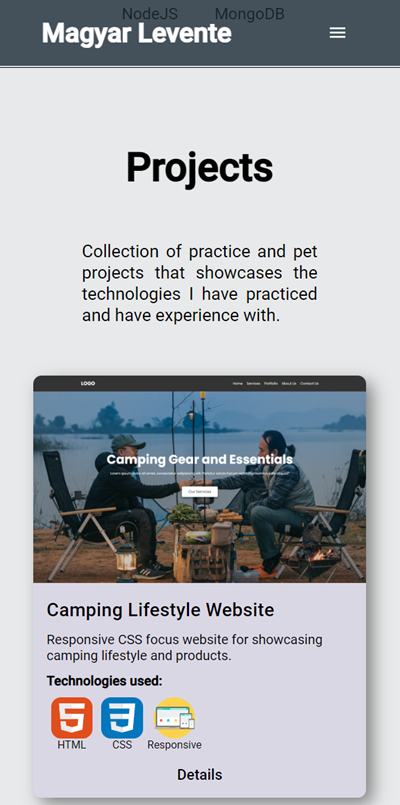 NodeJS MongoDB
Magyar Levente
Projects
Collection of practice and pet
projects that showcases the
technologies I have practiced
and have experience with.
LOGO
Home Services Portfolio About Us Contact Us
Camping Gear and Essentials
Our Services
Camping Lifestyle Website
Responsive CSS focus website for showcasing
camping lifestyle and products.
Technologies used:
HTML CSS Responsive
Details